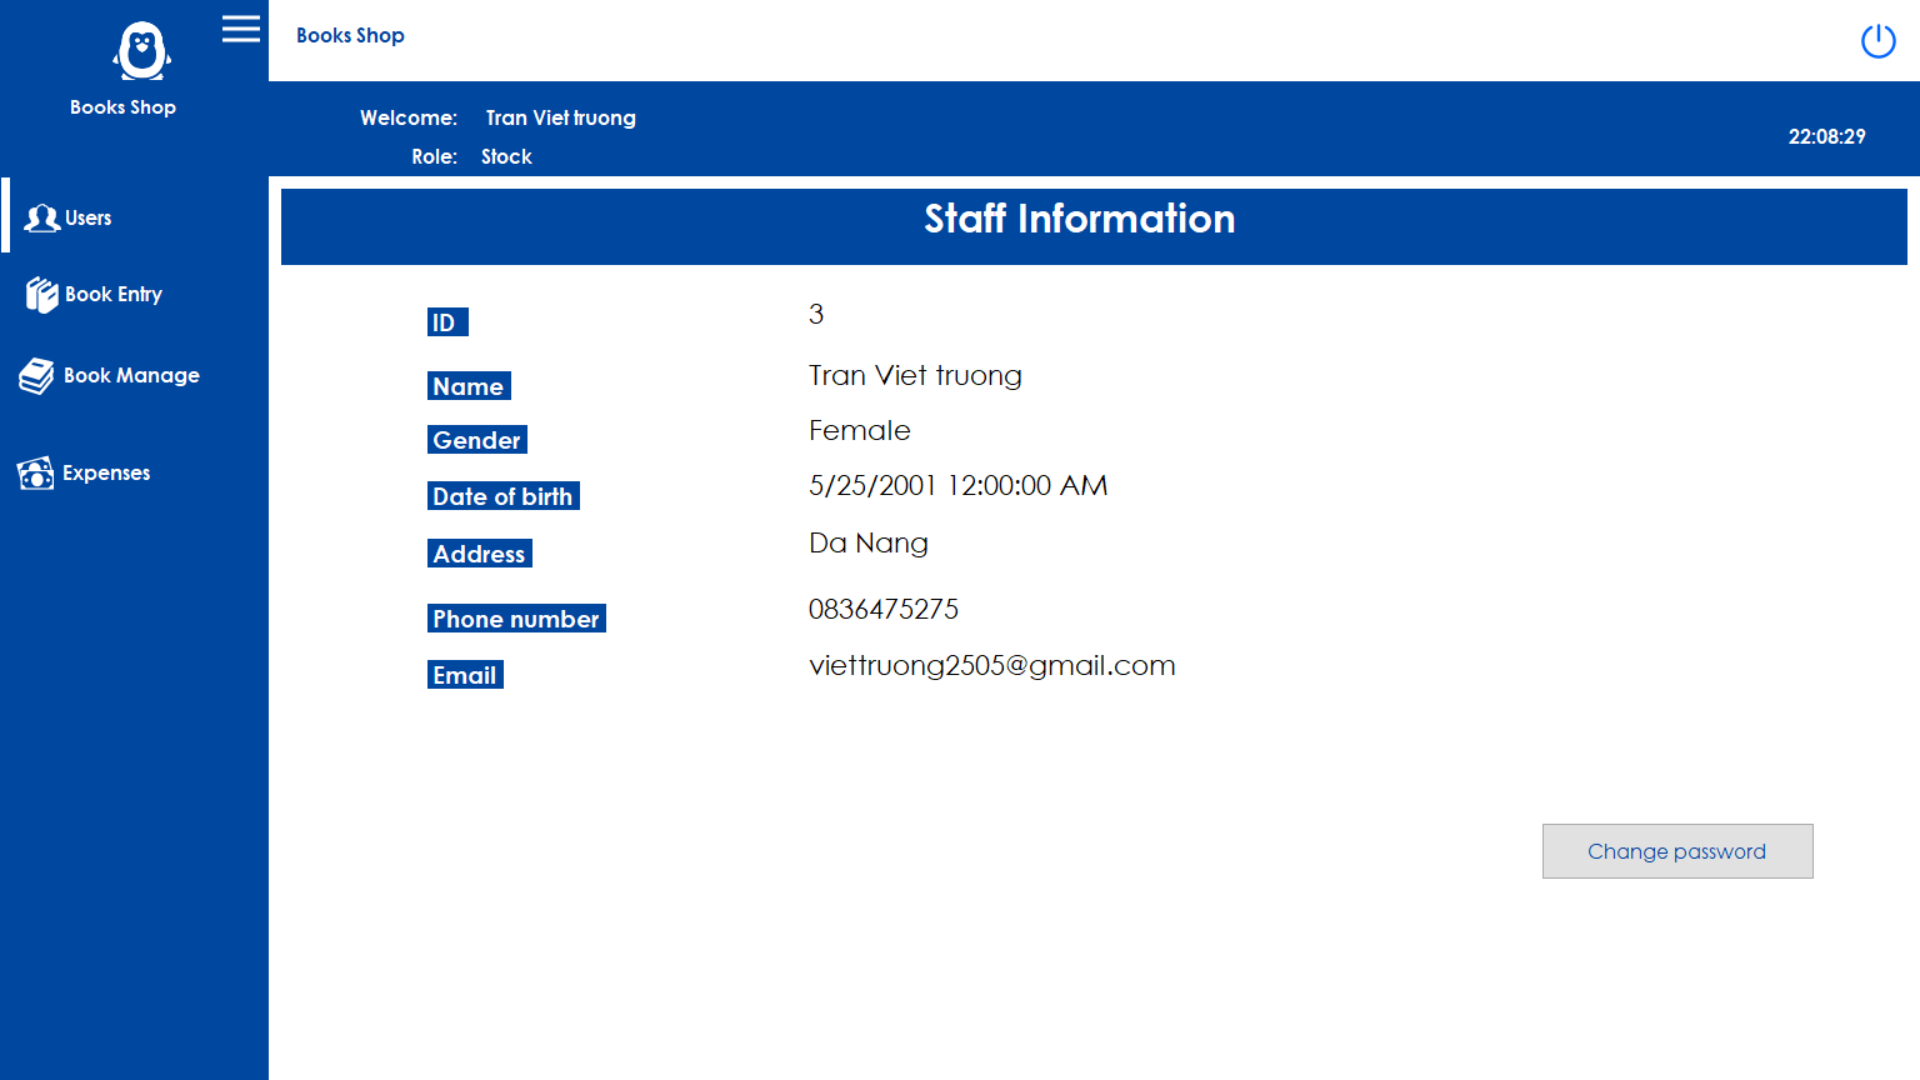 Books Shop
Books Shop
Welcome: Tran Viet truong
Role: Stock
22:08:29
Users
Book Entry
Book Manage
Expenses
Staff Information
ID 3
Name Tran Viet truong
Gender Female
Date of birth 5/25/2001 12:00:00 AM
Address Da Nang
Phone number 0836475275
Email viettruong2505@gmail.com
Change password